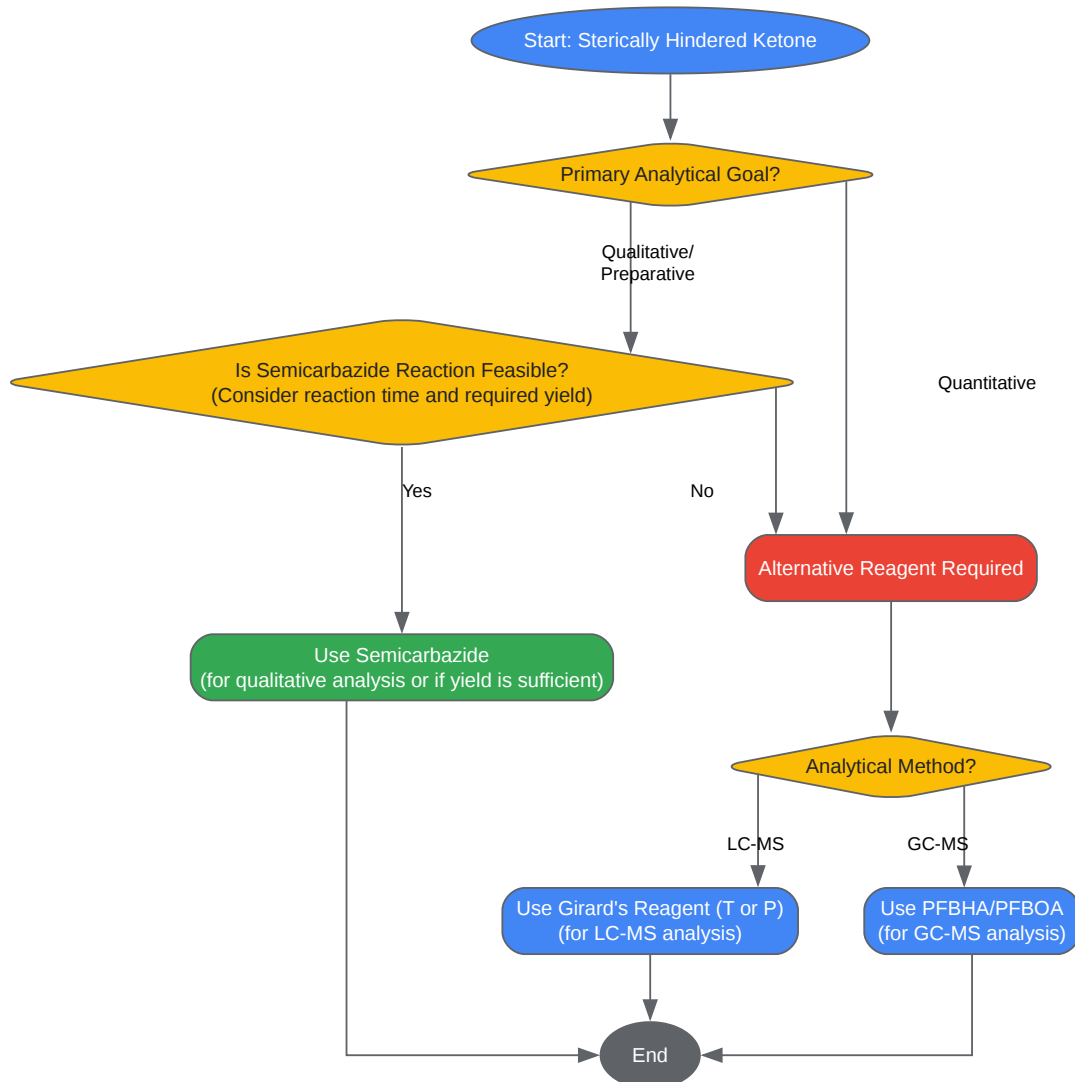 Start: Sterically Hindered Ketone
Primary Analytical Goal?
Qualitative/
Preparative
Is Semicarbazide Reaction Feasible?
(Consider reaction time and required yield)
Quantitative
Yes
No
Alternative Reagent Required
Use Semicarbazide
(for qualitative analysis or if yield is sufficient)
Analytical Method?
LC-MS
GC-MS
Use Girard's Reagent (T or P)
(for LC-MS analysis)
Use PFBHA/PFBOA
(for GC-MS analysis)
End